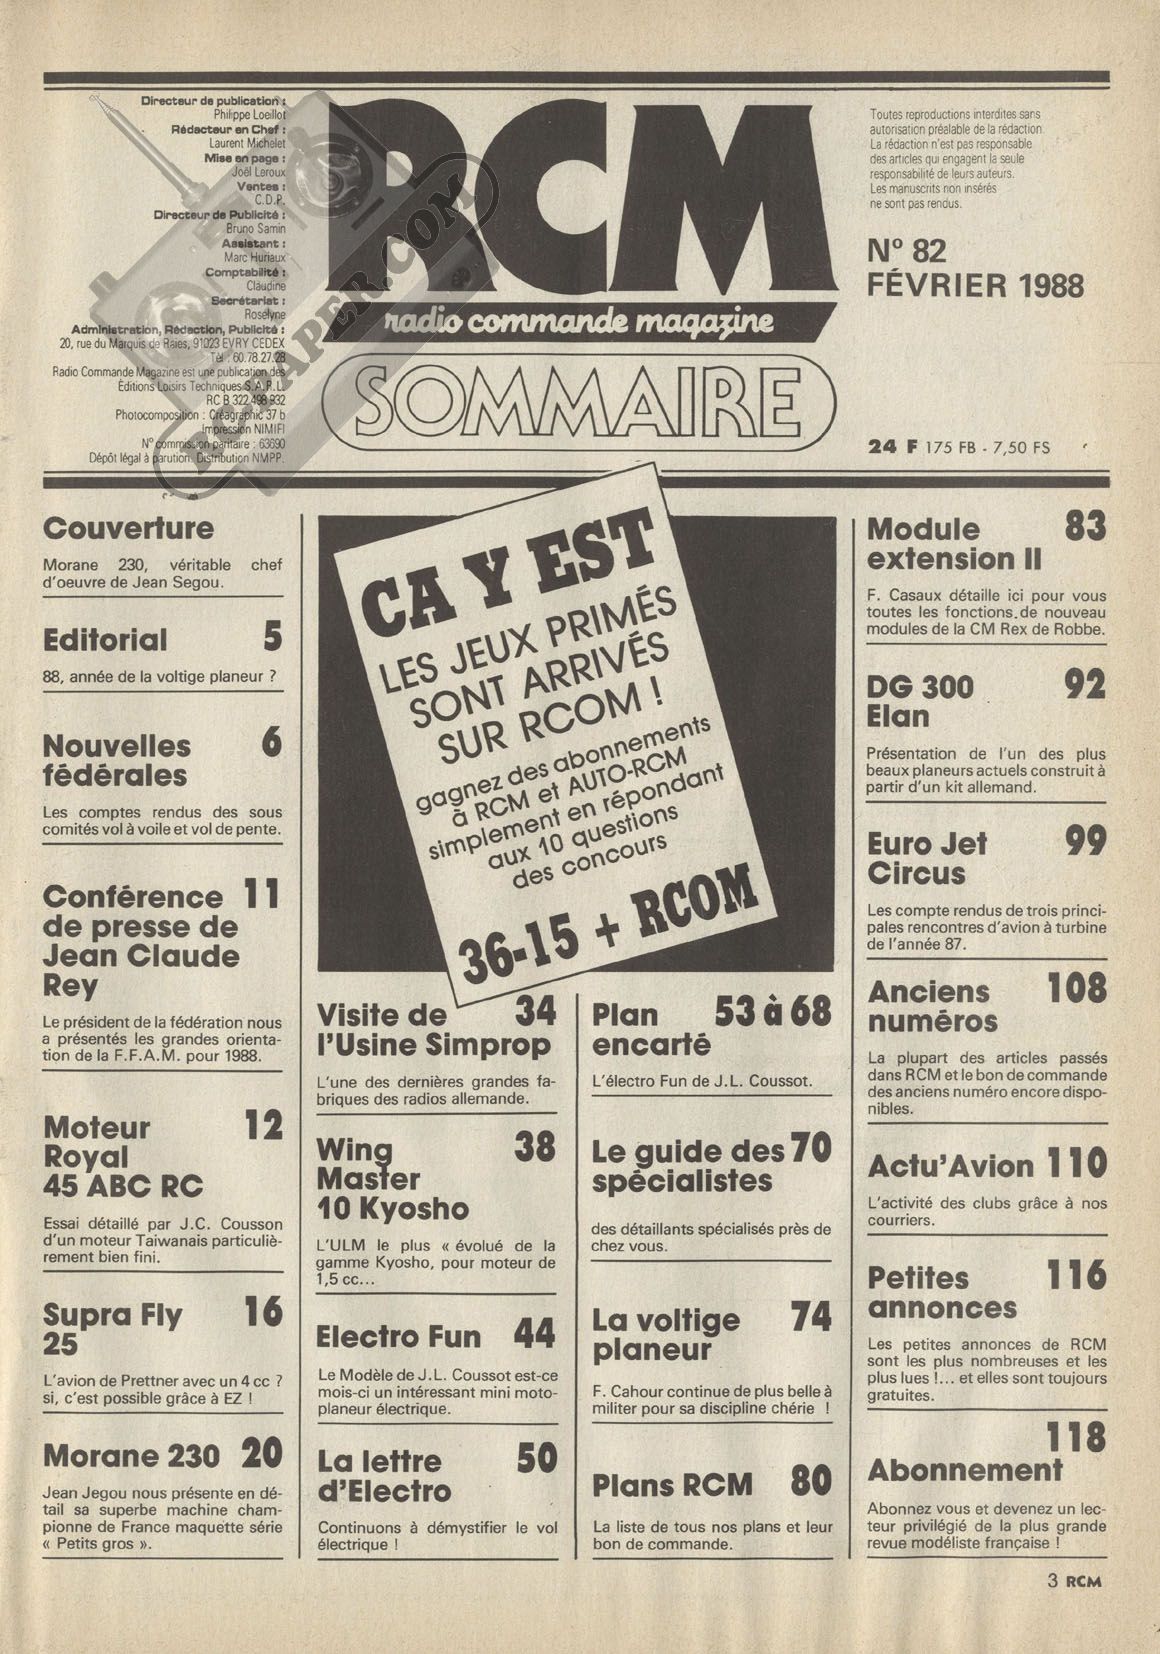 Directeur de publication :
Philippe Loeillot
Rédacteur en Chef :
Laurent Michelet
Mise en page :
Joël Leroux
Ventes :
C.D.P.
Directeur de Publicité :
Bruno Samin
Assistant :
Marc Huriaux
Comptabilité :
Claudine
Secrétariat :
Roselyne
Administration, Rédaction, Publicité :
20, rue du Marquis de Raies, 91023 EVRY CEDEX
Tél : 60.78.27.28
Radio Commande Magazine est une publication des
Éditions Loisirs Techniques S.A.R.L.
RC B 322 498 932
Photocomposition : Créagraphic 37 b
Impression NIMIFI
N° commission paritaire : 63690
Dépôt légal à parution. Distribution NMPP.
RCM
radio commande magazine
SOMMAIRE
Toutes reproductions interdites sans
autorisation préalable de la rédaction.
La rédaction n'est pas responsable
des articles qui engagent la seule
responsabilité de leurs auteurs.
Les manuscrits non insérés
ne sont pas rendus.
N° 82
FÉVRIER 1988
24 F 175 FB - 7,50 FS
Couverture
Morane 230, véritable chef
d'oeuvre de Jean Segou.
Editorial 5
88, année de la voltige planeur ?
Nouvelles 6
fédérales
Les comptes rendus des sous
comités vol à voile et vol de pente.
Conférence 11
de presse de
Jean Claude
Rey
Le président de la fédération nous
a présentés les grandes orienta-
tion de la F.F.A.M. pour 1988.
Moteur 12
Royal
45 ABC RC
Essai détaillé par J.C. Cousson
d'un moteur Taiwanais particuliè-
rement bien fini.
Supra Fly 16
25
L'avion de Prettner avec un 4 cc ?
si, c'est possible grâce à EZ !
Morane 230 20
Jean Jegou nous présente en dé-
tail sa superbe machine cham-
pionne de France maquette série
« Petits gros ».
CA Y EST
LES JEUX PRIMÉS
SONT ARRIVÉS
SUR RCOM !
gagnez des abonnements
à RCM et AUTO-RCM
simplement en répondant
aux 10 questions
des concours
36-15 + RCOM
Visite de 34
l'Usine Simprop
L'une des dernières grandes fa-
briques des radios allemande.
Wing 38
Master
10 Kyosho
L'ULM le plus « évolué de la
gamme Kyosho, pour moteur de
1,5 cc...
Electro Fun 44
Le Modèle de J.L. Coussot est-ce
mois-ci un intéressant mini moto-
planeur électrique.
La lettre 50
d'Electro
Continuons à démystifier le vol
électrique !
Plan 53 à 68
encarté
L'électro Fun de J.L. Coussot.
Le guide des 70
spécialistes
des détaillants spécialisés près de
chez vous.
La voltige 74
planeur
F. Cahour continue de plus belle à
militer pour sa discipline chérie !
Plans RCM 80
La liste de tous nos plans et leur
bon de commande.
Module 83
extension II
F. Casaux détaille ici pour vous
toutes les fonctions de nouveau
modules de la CM Rex de Robbe.
DG 300 92
Elan
Présentation de l'un des plus
beaux planeurs actuels construit à
partir d'un kit allemand.
Euro Jet 99
Circus
Les compte rendus de trois princi-
pales rencontres d'avion à turbine
de l'année 87.
Anciens 108
numéros
La plupart des articles passés
dans RCM et le bon de commande
des anciens numéro encore dispo-
nibles.
Actu'Avion 110
L'activité des clubs grâce à nos
courriers.
Petites 116
annonces
Les petites annonces de RCM
sont les plus nombreuses et les
plus lues !... et elles sont toujours
gratuites.
118
Abonnement
Abonnez vous et devenez un lec-
teur privilégié de la plus grande
revue modéliste française !
3 RCM